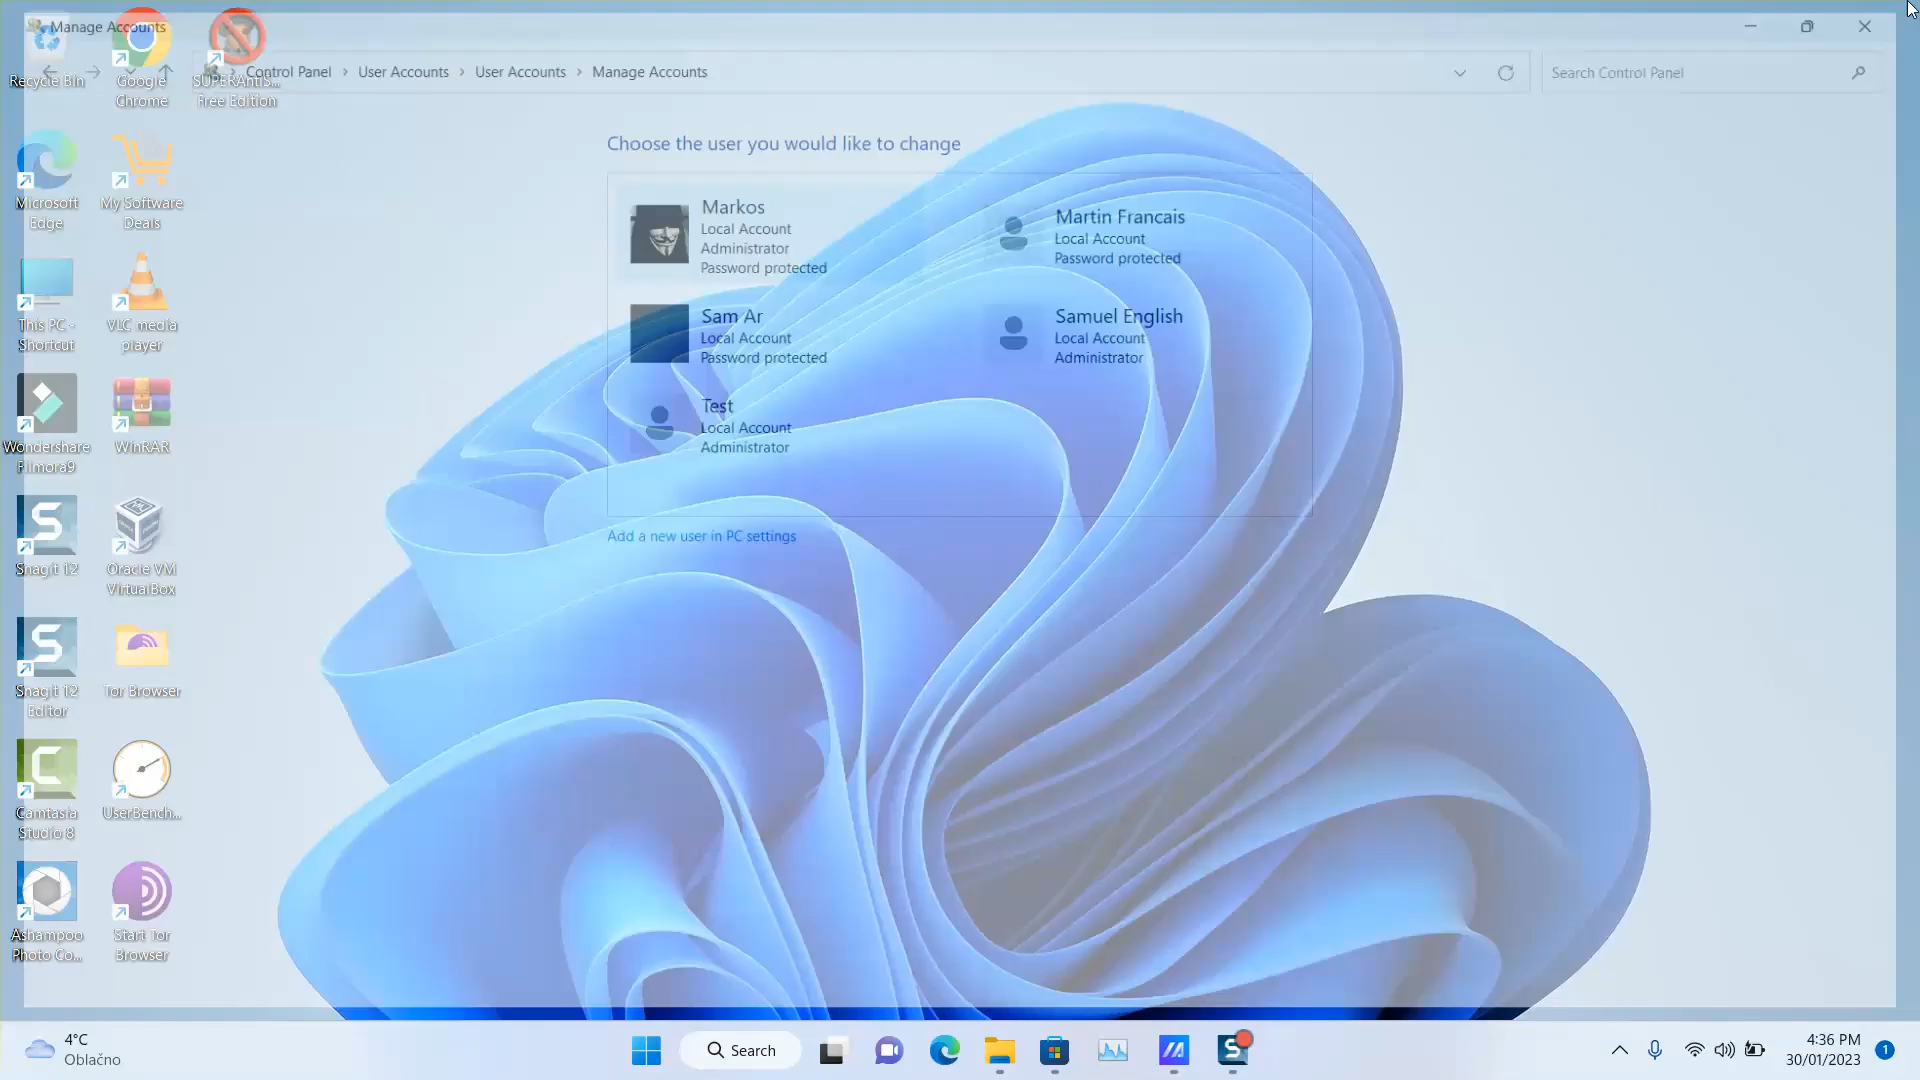 Manage Accounts
Control Panel > User Accounts > User Accounts > Manage Accounts
Search Control Panel
Choose the user you would like to change
Markos
Local Account
Administrator
Password protected
Martin Francais
Local Account
Password protected
Sam Ar
Local Account
Password protected
Samuel English
Local Account
Administrator
Test
Local Account
Administrator
Add a new user in PC settings
Recycle Bin
Google
Chrome
SUPERAntiS...
Free Edition
Microsoft
Edge
My Software
Deals
This PC -
Shortcut
VLC media
player
Wondershare
Filmora9
WinRAR
Snagit 12
Oracle VM
VirtualBox
Snagit 12
Editor
Tor Browser
Camtasia
Studio 8
UserBench...
Ashampoo
Photo Co...
Start Tor
Browser
4°C
Oblačno
Search
4:36 PM
30/01/2023
1